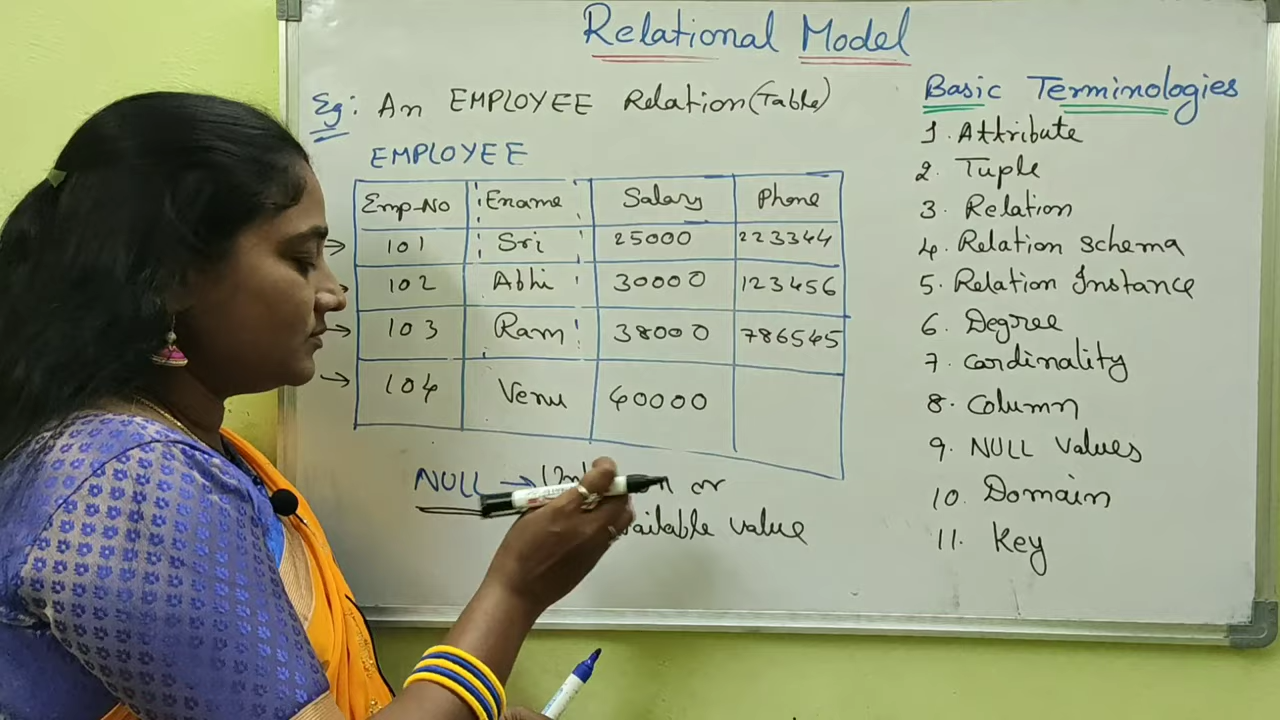 Relational Model
Eg: An EMPLOYEE Relation (Table)
EMPLOYEE
Emp-No Ename Salary Phone
101 Sri 25000 223344
102 Abhi 30000 123456
103 Ram 38000 786545
104 Venu 40000
NULL → or
value
Basic Terminologies
1. Attribute
2. Tuple
3. Relation
4. Relation Schema
5. Relation Instance
6. Degree
7. Cardinality
8. Column
9. NULL Values
10. Domain
11. Key